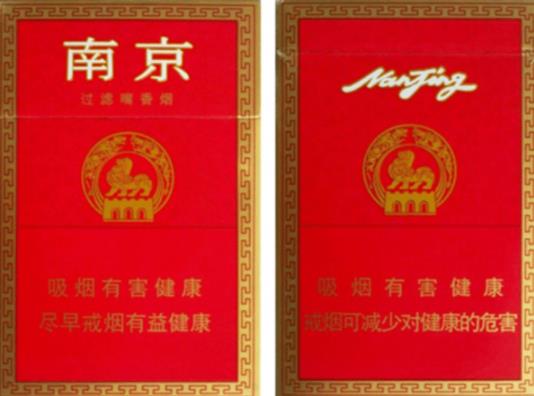 南京
过滤嘴香烟
吸烟有害健康
尽早戒烟有益健康
NanJing
吸烟有害健康
戒烟可减少对健康的危害